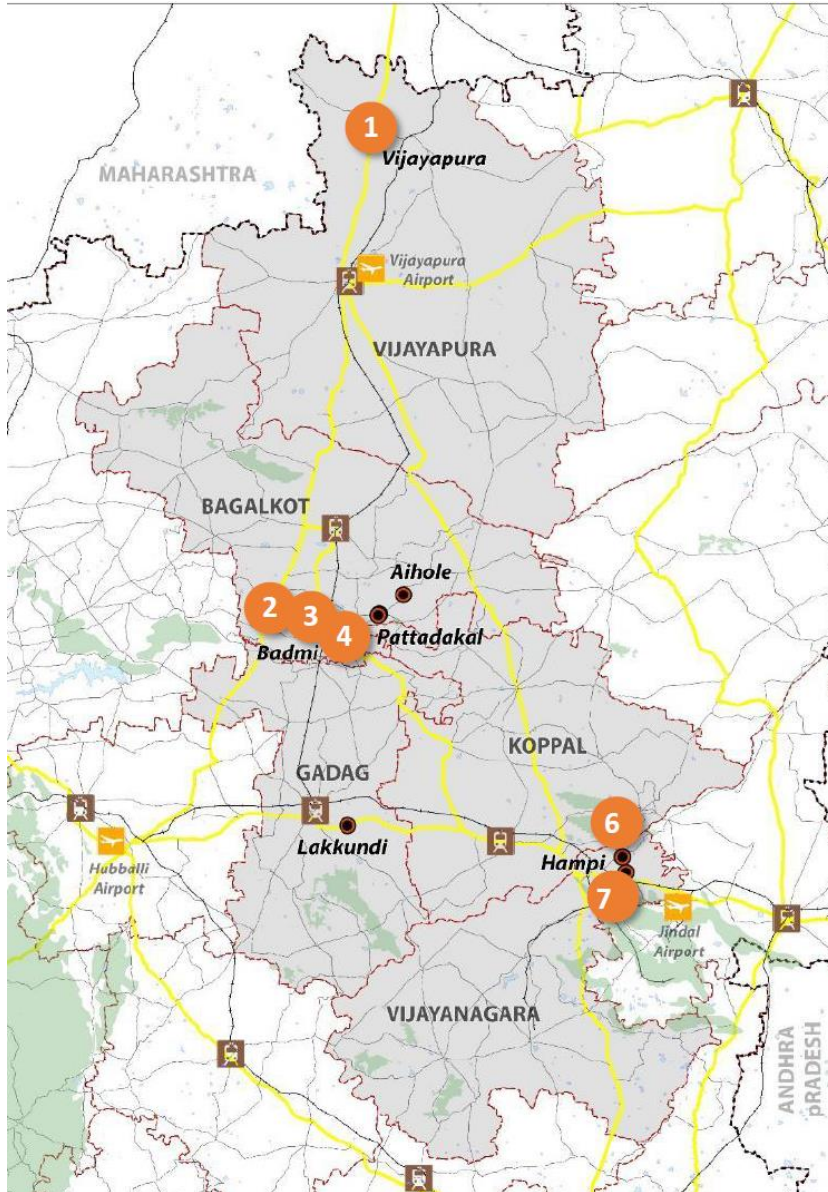 1
Vijayapura
MAHARASHTRA
Vijayapura
Airport
VIJAYAPURA
BAGALKOT
Aihole
2
3
4
Pattadakal
Badmi
KOPPAL
GADAG
6
Lakkundi
Hampi
Hubballi
Airport
7
Jindal
Airport
VIJAYANAGARA
ANDHRA
pRADESH